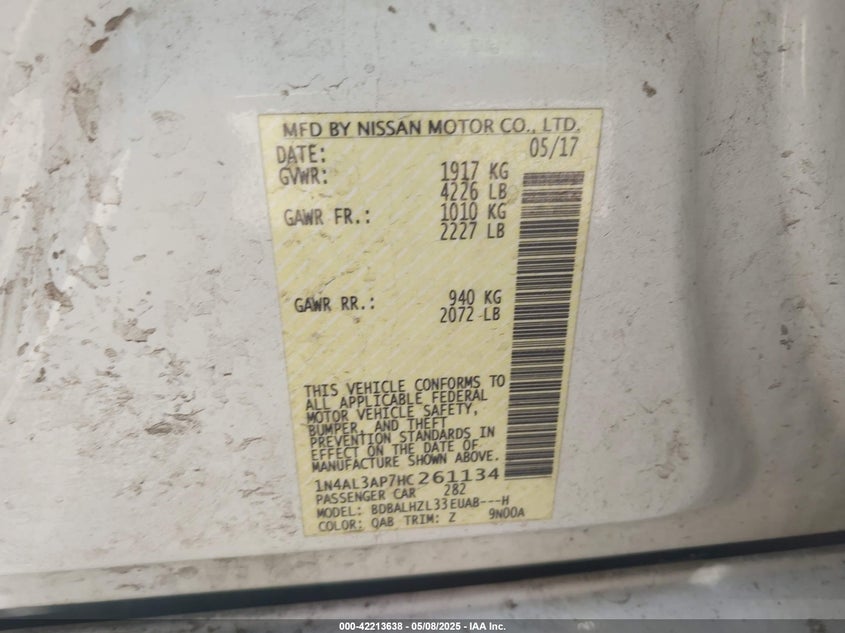 MFD BY NISSAN MOTOR CO., LTD.
DATE: 05/17
GVWR: 1917 KG
4226 LB
GAWR FR.: 1010 KG
2227 LB
GAWR RR.: 940 KG
2072 LB
THIS VEHICLE CONFORMS TO
ALL APPLICABLE FEDERAL
MOTOR VEHICLE SAFETY,
BUMPER, AND THEFT
PREVENTION STANDARDS IN
EFFECT ON THE DATE OF
MANUFACTURE SHOWN ABOVE.
1N4AL3AP7HC261134
PASSENGER CAR 282
MODEL: BDBALHZL33EUAB---H
COLOR: QAB TRIM: Z 9N00A
000-42213638 - 05/08/2025 - IAA Inc.